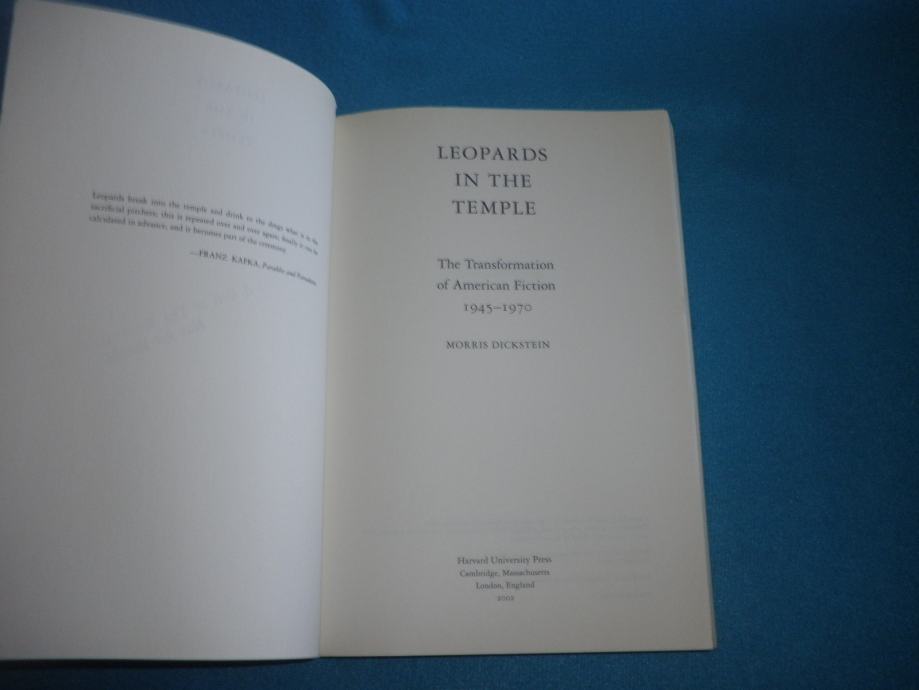 Leopards break into the temple and drink to the dregs what is in the
sacrificial pitchers; this is repeated over and over again; finally it can be
calculated in advance, and it becomes part of the ceremony.
—FRANZ KAFKA, Parables and Paradoxes
LEOPARDS
IN THE
TEMPLE
The Transformation
of American Fiction
1945–1970
MORRIS DICKSTEIN
Harvard University Press
Cambridge, Massachusetts
London, England
2002